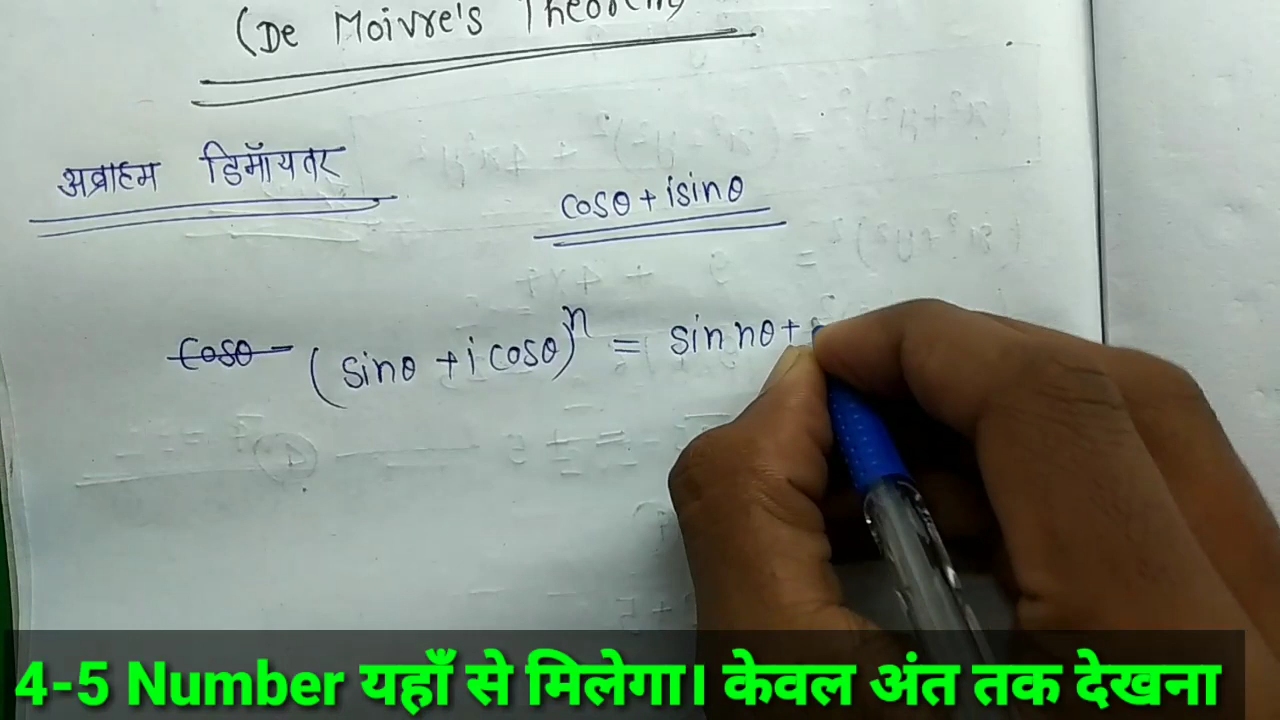 (De Moivre's Theorem)
अब्राहम डिमॉयवर
cosθ + isinθ
cosθ (sinθ + i cosθ)ⁿ = sin nθ +
4-5 Number यहाँ से मिलेगा। केवल अंत तक देखना